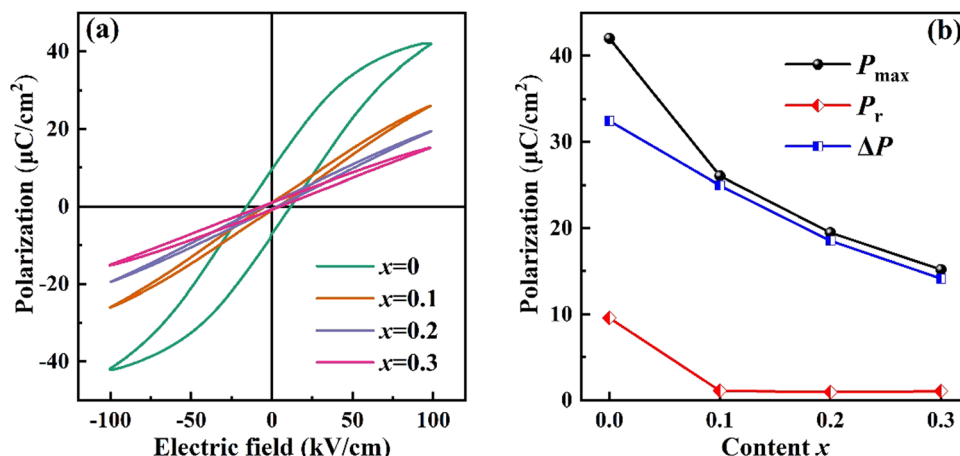 (a)
Polarization (μC/cm²)
40
20
0
-20
-40
-100
-50
0
50
100
Electric field (kV/cm)
x=0
x=0.1
x=0.2
x=0.3
(b)
Polarization (μC/cm²)
40
30
20
10
0
0.0
0.1
0.2
0.3
Content x
Pmax
Pr
ΔP